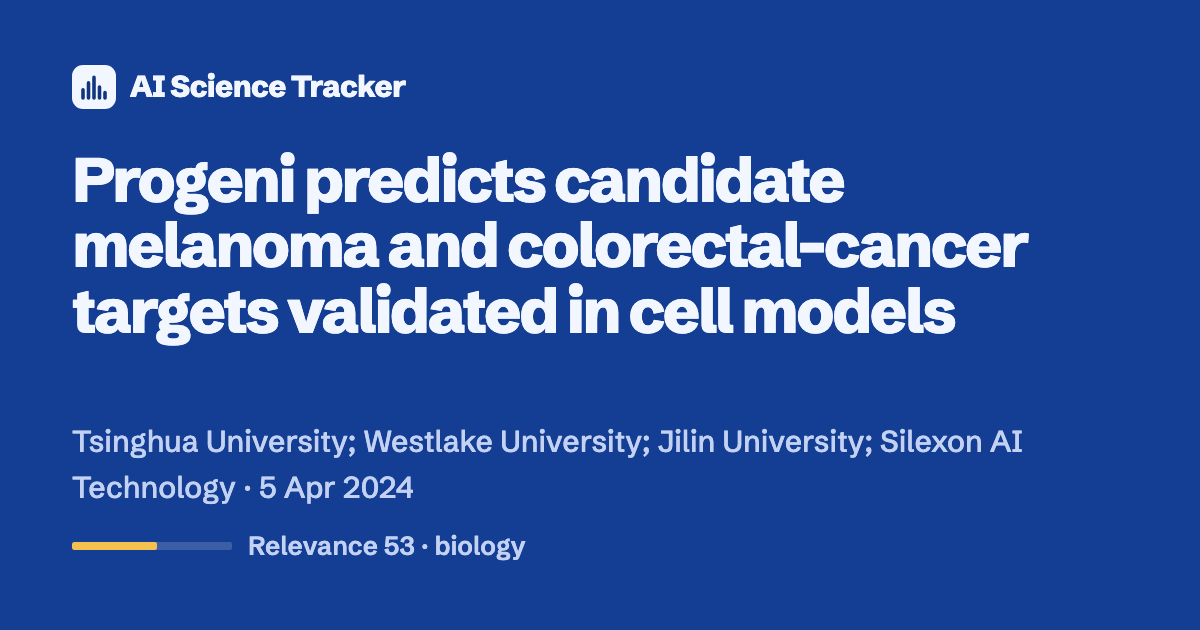 AI Science Tracker
Progeni predicts candidate
melanoma and colorectal-cancer
targets validated in cell models
Tsinghua University; Westlake University; Jilin University; Silexon AI
Technology · 5 Apr 2024
Relevance 53 · biology